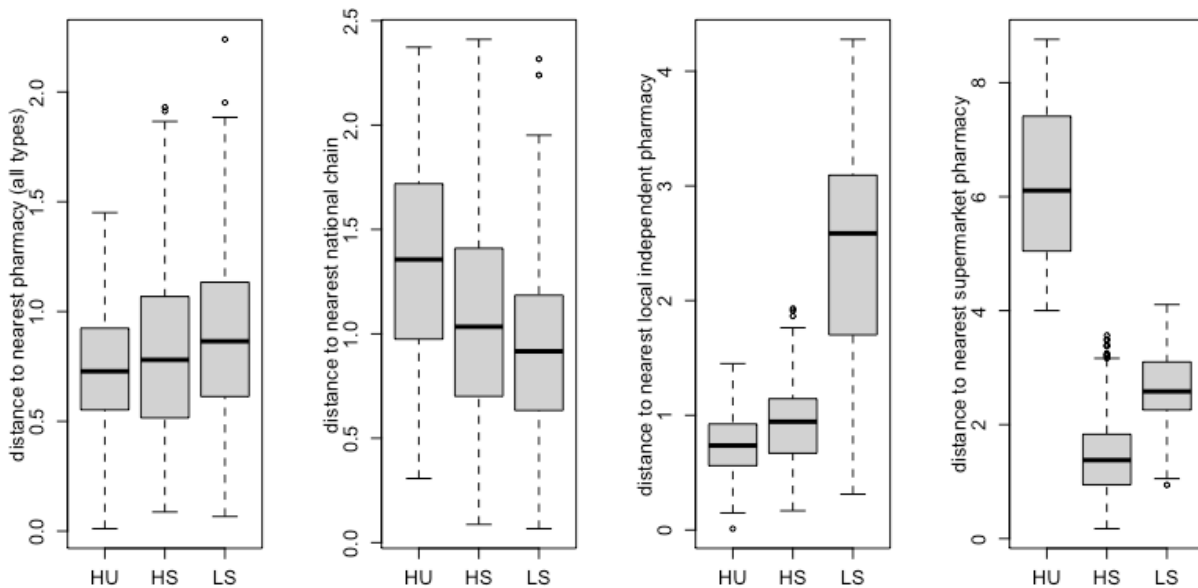 distance to nearest pharmacy (all types)
0.0 0.5 1.0 1.5 2.0
HU HS LS
distance to nearest national chain
0.0 0.5 1.0 1.5 2.0 2.5
HU HS LS
distance to nearest local independent pharmacy
0 1 2 3 4
HU HS LS
distance to nearest supermarket pharmacy
0 2 4 6 8
HU HS LS